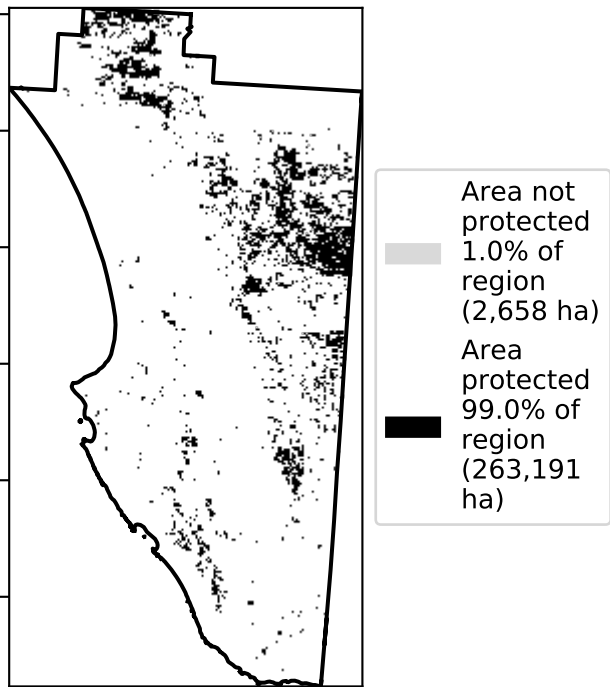 Area not
protected
1.0% of
region
(2,658 ha)
Area
protected
99.0% of
region
(263,191
ha)